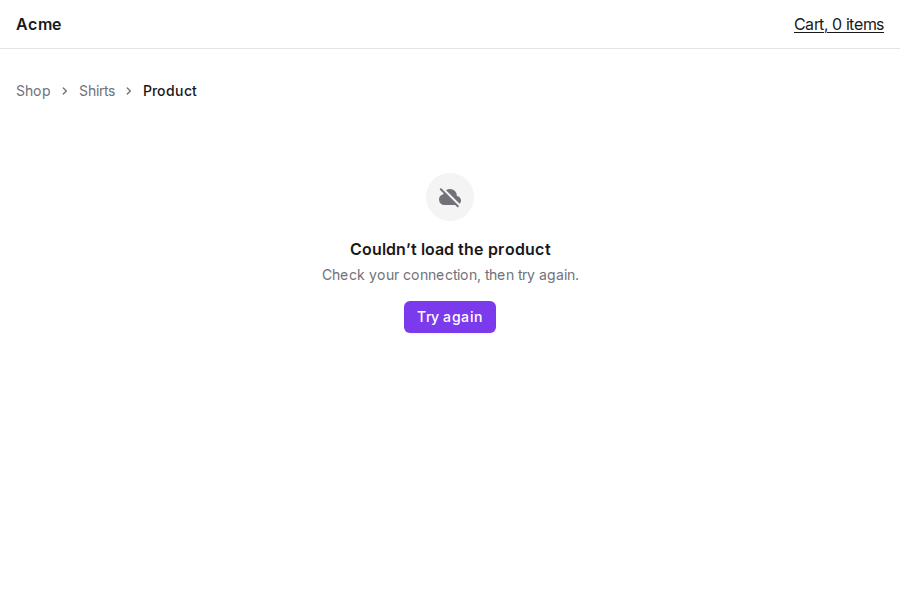 Acme
Cart, 0 items
Shop > Shirts > Product
Couldn’t load the product
Check your connection, then try again.
Try again